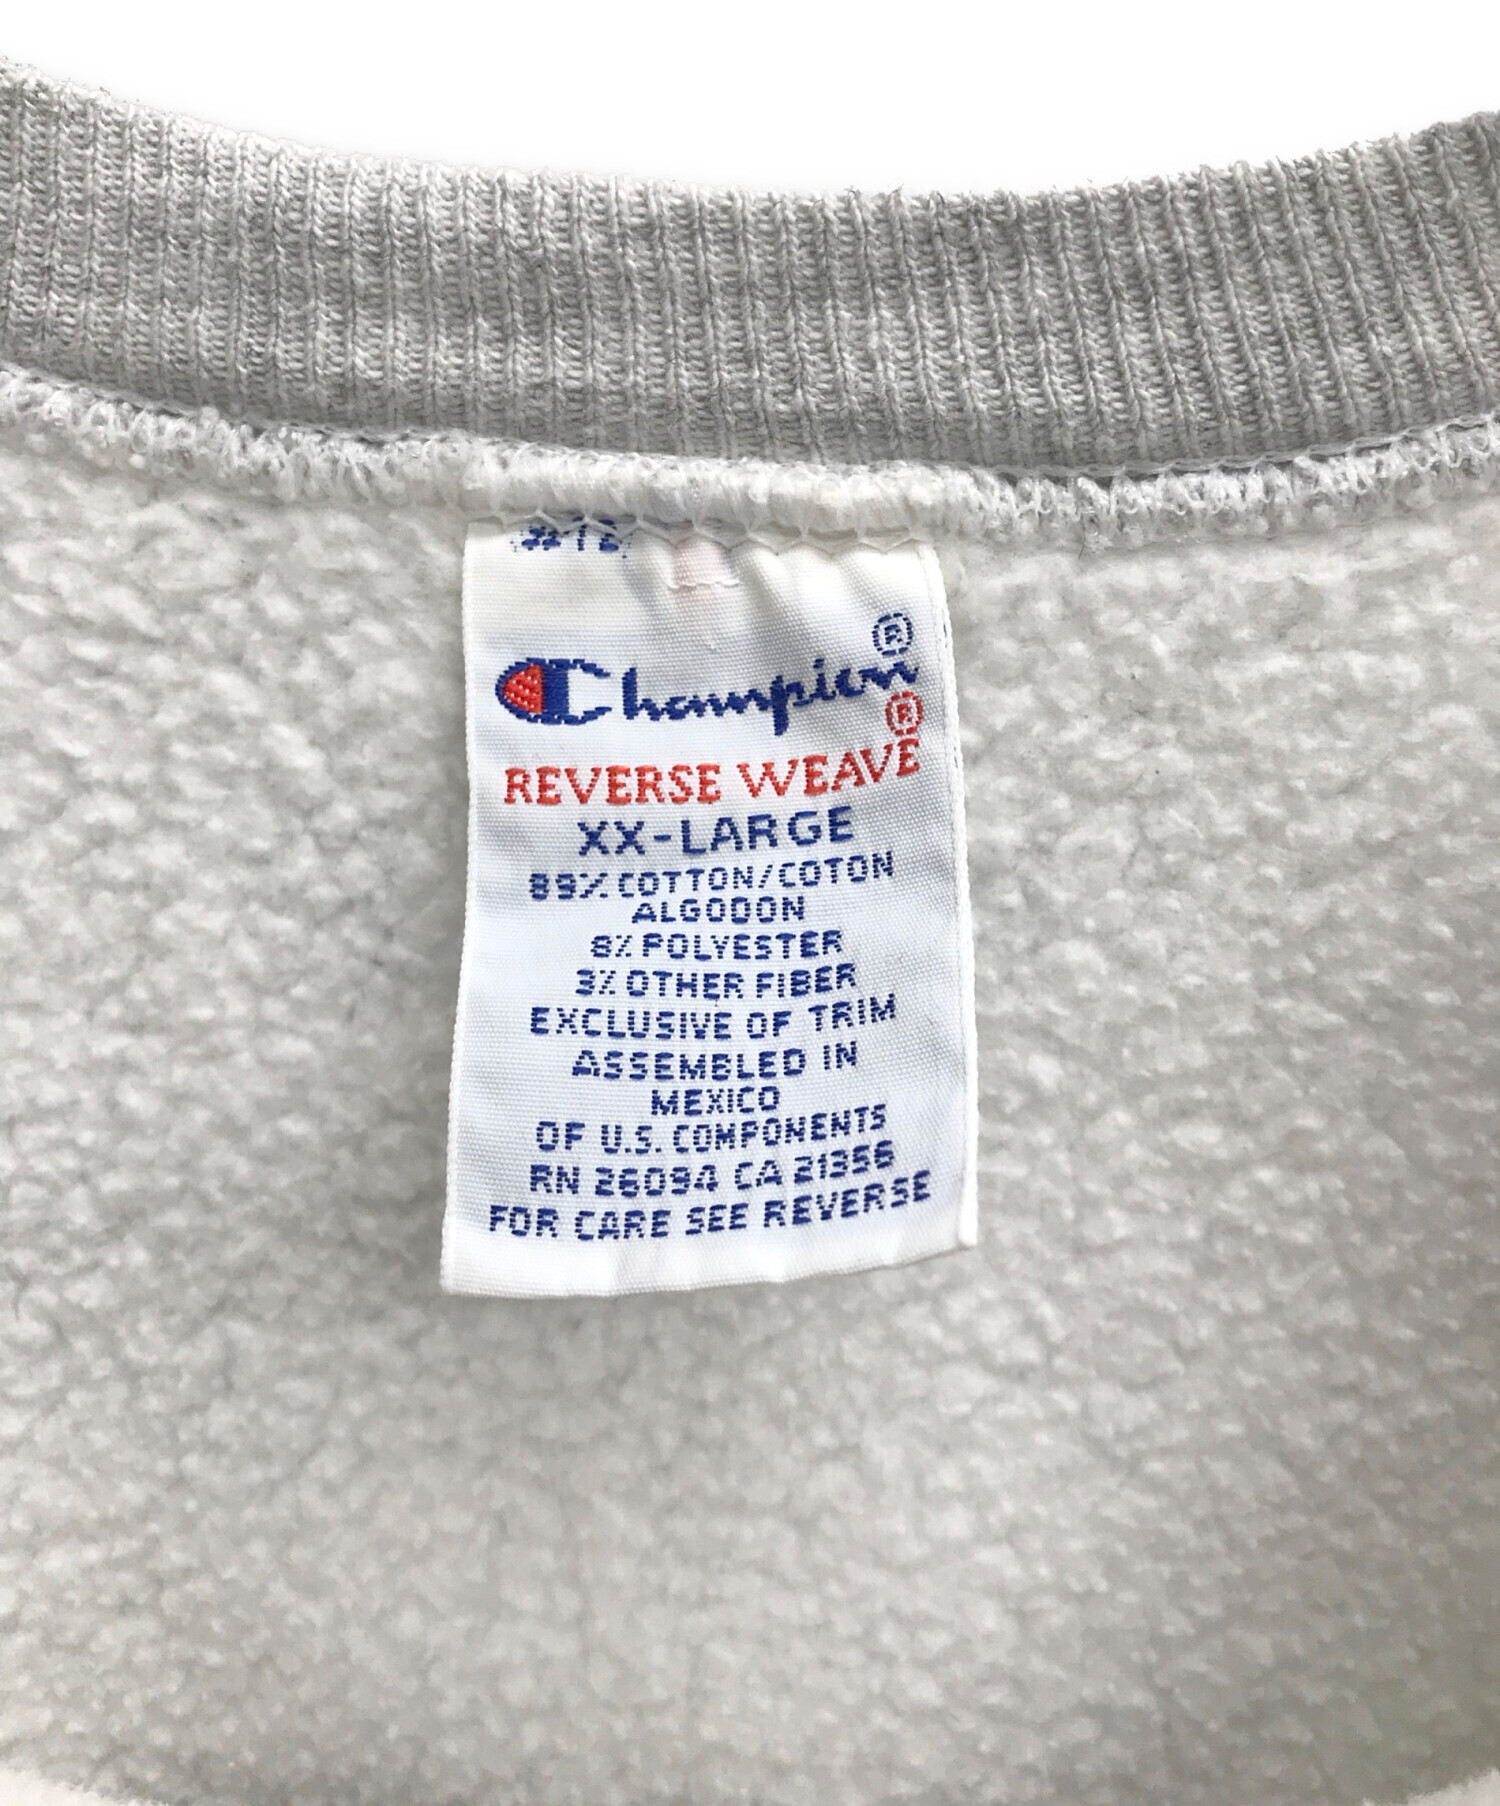 Champion®
REVERSE WEAVE®
XX-LARGE
89% COTTON/COTON
ALGODON
8% POLYESTER
3% OTHER FIBER
EXCLUSIVE OF TRIM
ASSEMBLED IN
MEXICO
OF U.S. COMPONENTS
RN 26094 CA 21356
FOR CARE SEE REVERSE